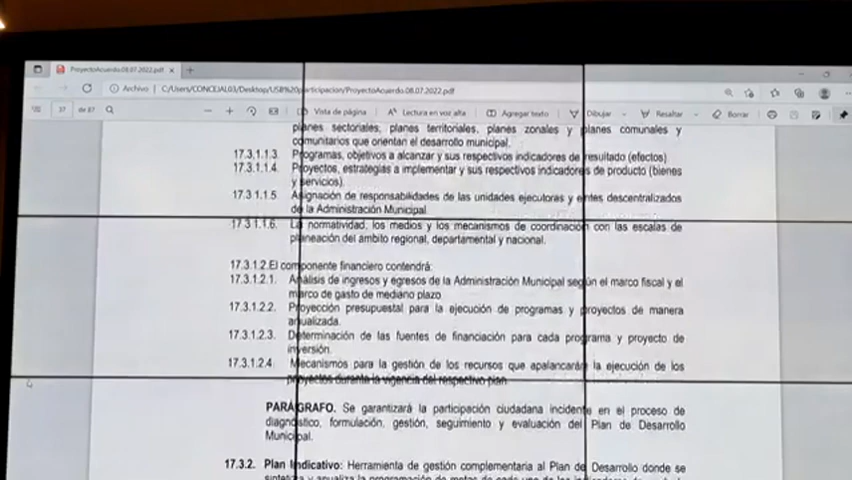 ProyectoAcuerdo.08.07.2022.pdf
Archivo | C:/Users/CONCEJAL03/Desktop/USB%20participacion/ProyectoAcuerdo.08.07.2022.pdf
37 de 87 Vista de página Lectura en voz alta Agregar texto Dibujar Resaltar Borrar
planes sectoriales, planes territoriales, planes zonales y planes comunales y
comunitarios que orientan el desarrollo municipal.
17.3.1.1.3. Programas, objetivos a alcanzar y sus respectivos indicadores de resultado (efectos).
17.3.1.1.4. Proyectos, estrategias a implementar y sus respectivos indicadores de producto (bienes
y servicios).
17.3 1.1.5 Asignación de responsabilidades de las unidades ejecutoras y entes descentralizados
de la Administración Municipal
17.3 1.1.6. La normatividad, los medios y los mecanismos de coordinación con las escalas de
planeación del ámbito regional, departamental y nacional.
17.3.1.2.El componente financiero contendrá:
17.3.1.2.1. Análisis de ingresos y egresos de la Administración Municipal según el marco fiscal y el
marco de gasto de mediano plazo
17.3.1.2.2. Proyección presupuestal para la ejecución de programas y proyectos de manera
anualizada.
17.3.1.2.3. Determinación de las fuentes de financiación para cada programa y proyecto de
inversión.
17.3.1.2.4. Mecanismos para la gestión de los recursos que apalancarán la ejecución de los
proyectos durante la vigencia del respectivo plan
PARÁGRAFO. Se garantizará la participación ciudadana incidente en el proceso de
diagnóstico, formulación, gestión, seguimiento y evaluación del Plan de Desarrollo
Municipal.
17.3.2. Plan Indicativo: Herramienta de gestión complementaria al Plan de Desarrollo donde se